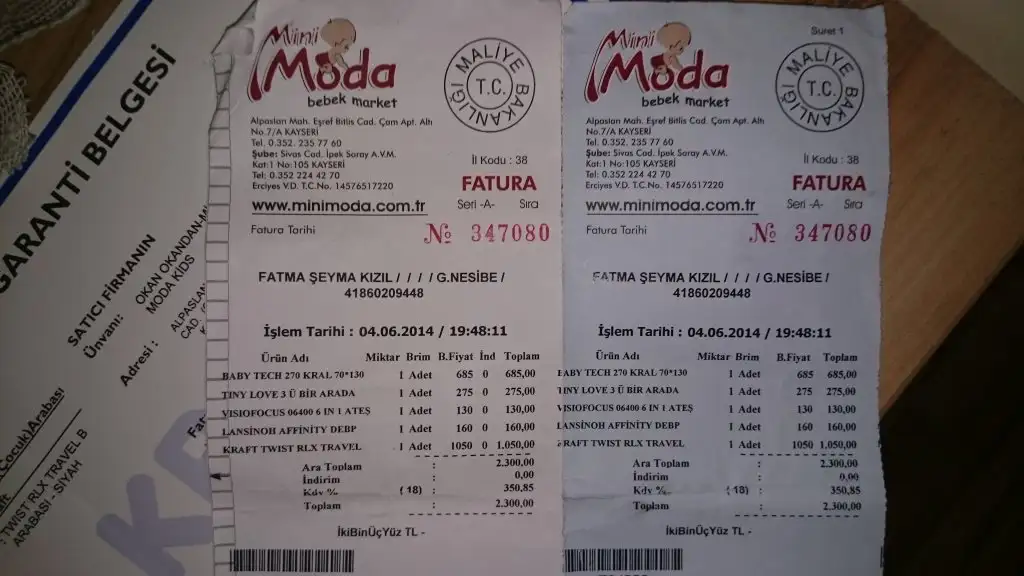 GARANTİ BELGESİ
SATICI FİRMANIN
Ünvanı:
OKAN OKANDAN-Mİ
MODA KIDS
Adresi :
ALPASLAN
CAD.
Çocuk)Arabası
TWIST RLX TRAVEL B
ARABASI - SİYAH
Mini
Moda
bebek market
T.C. MALİYE BAKANLIĞI
Alpaslan Mah. Eşref Bitlis Cad. Çam Apt. Altı
No.7/A KAYSERİ
Tel. 0.352. 235 77 60
Şube: Sivas Cad. İpek Saray A.V.M.
Kat:1 No:105 KAYSERİ
Tel: 0.352 224 42 70
Erciyes V.D. T.C.No. 14576517220
İl Kodu : 38
FATURA
www.minimoda.com.tr
Seri -A- Sıra
Fatura Tarihi
№ 347080
FATMA ŞEYMA KIZIL / / / / G.NESİBE /
41860209448
İşlem Tarihi : 04.06.2014 / 19:48:11
Ürün Adı Miktar Brim B.Fiyat İnd Toplam
BABY TECH 270 KRAL 70*130 1 Adet 685 0 685,00
TINY LOVE 3 Ü BİR ARADA 1 Adet 275 0 275,00
VISIOFOCUS 06400 6 IN 1 ATEŞ 1 Adet 130 0 130,00
LANSİNOH AFFİNİTY DEBP 1 Adet 160 0 160,00
KRAFT TWIST RLX TRAVEL 1 Adet 1050 0 1.050,00
Ara Toplam : 2.300,00
İndirim : 0,00
Kdv % (18) : 350,85
Toplam : 2.300,00
İkiBinÜçYüz TL -
Suret 1
Mini
Moda
bebek market
T.C. MALİYE BAKANLIĞI
Alpaslan Mah. Eşref Bitlis Cad. Çam Apt. Altı
No.7/A KAYSERİ
Tel. 0.352. 235 77 60
Şube: Sivas Cad. İpek Saray A.V.M.
Kat:1 No:105 KAYSERİ
Tel: 0.352 224 42 70
Erciyes V.D. T.C.No. 14576517220
İl Kodu : 38
FATURA
www.minimoda.com.tr
Seri -A- Sıra
Fatura Tarihi
№ 347080
FATMA ŞEYMA KIZIL / / / / G.NESİBE /
41860209448
İşlem Tarihi : 04.06.2014 / 19:48:11
Ürün Adı Miktar Brim B.Fiyat Toplam
BABY TECH 270 KRAL 70*130 1 Adet 685 685,00
TINY LOVE 3 Ü BİR ARADA 1 Adet 275 275,00
VISIOFOCUS 06400 6 IN 1 ATEŞ 1 Adet 130 130,00
LANSİNOH AFFİNİTY DEBP 1 Adet 160 160,00
KRAFT TWIST RLX TRAVEL 1 Adet 1050 1.050,00
Ara Toplam : 2.300,00
İndirim : 0,00
Kdv % (18) : 350,85
Toplam : 2.300,00
İkiBinÜçYüz TL -